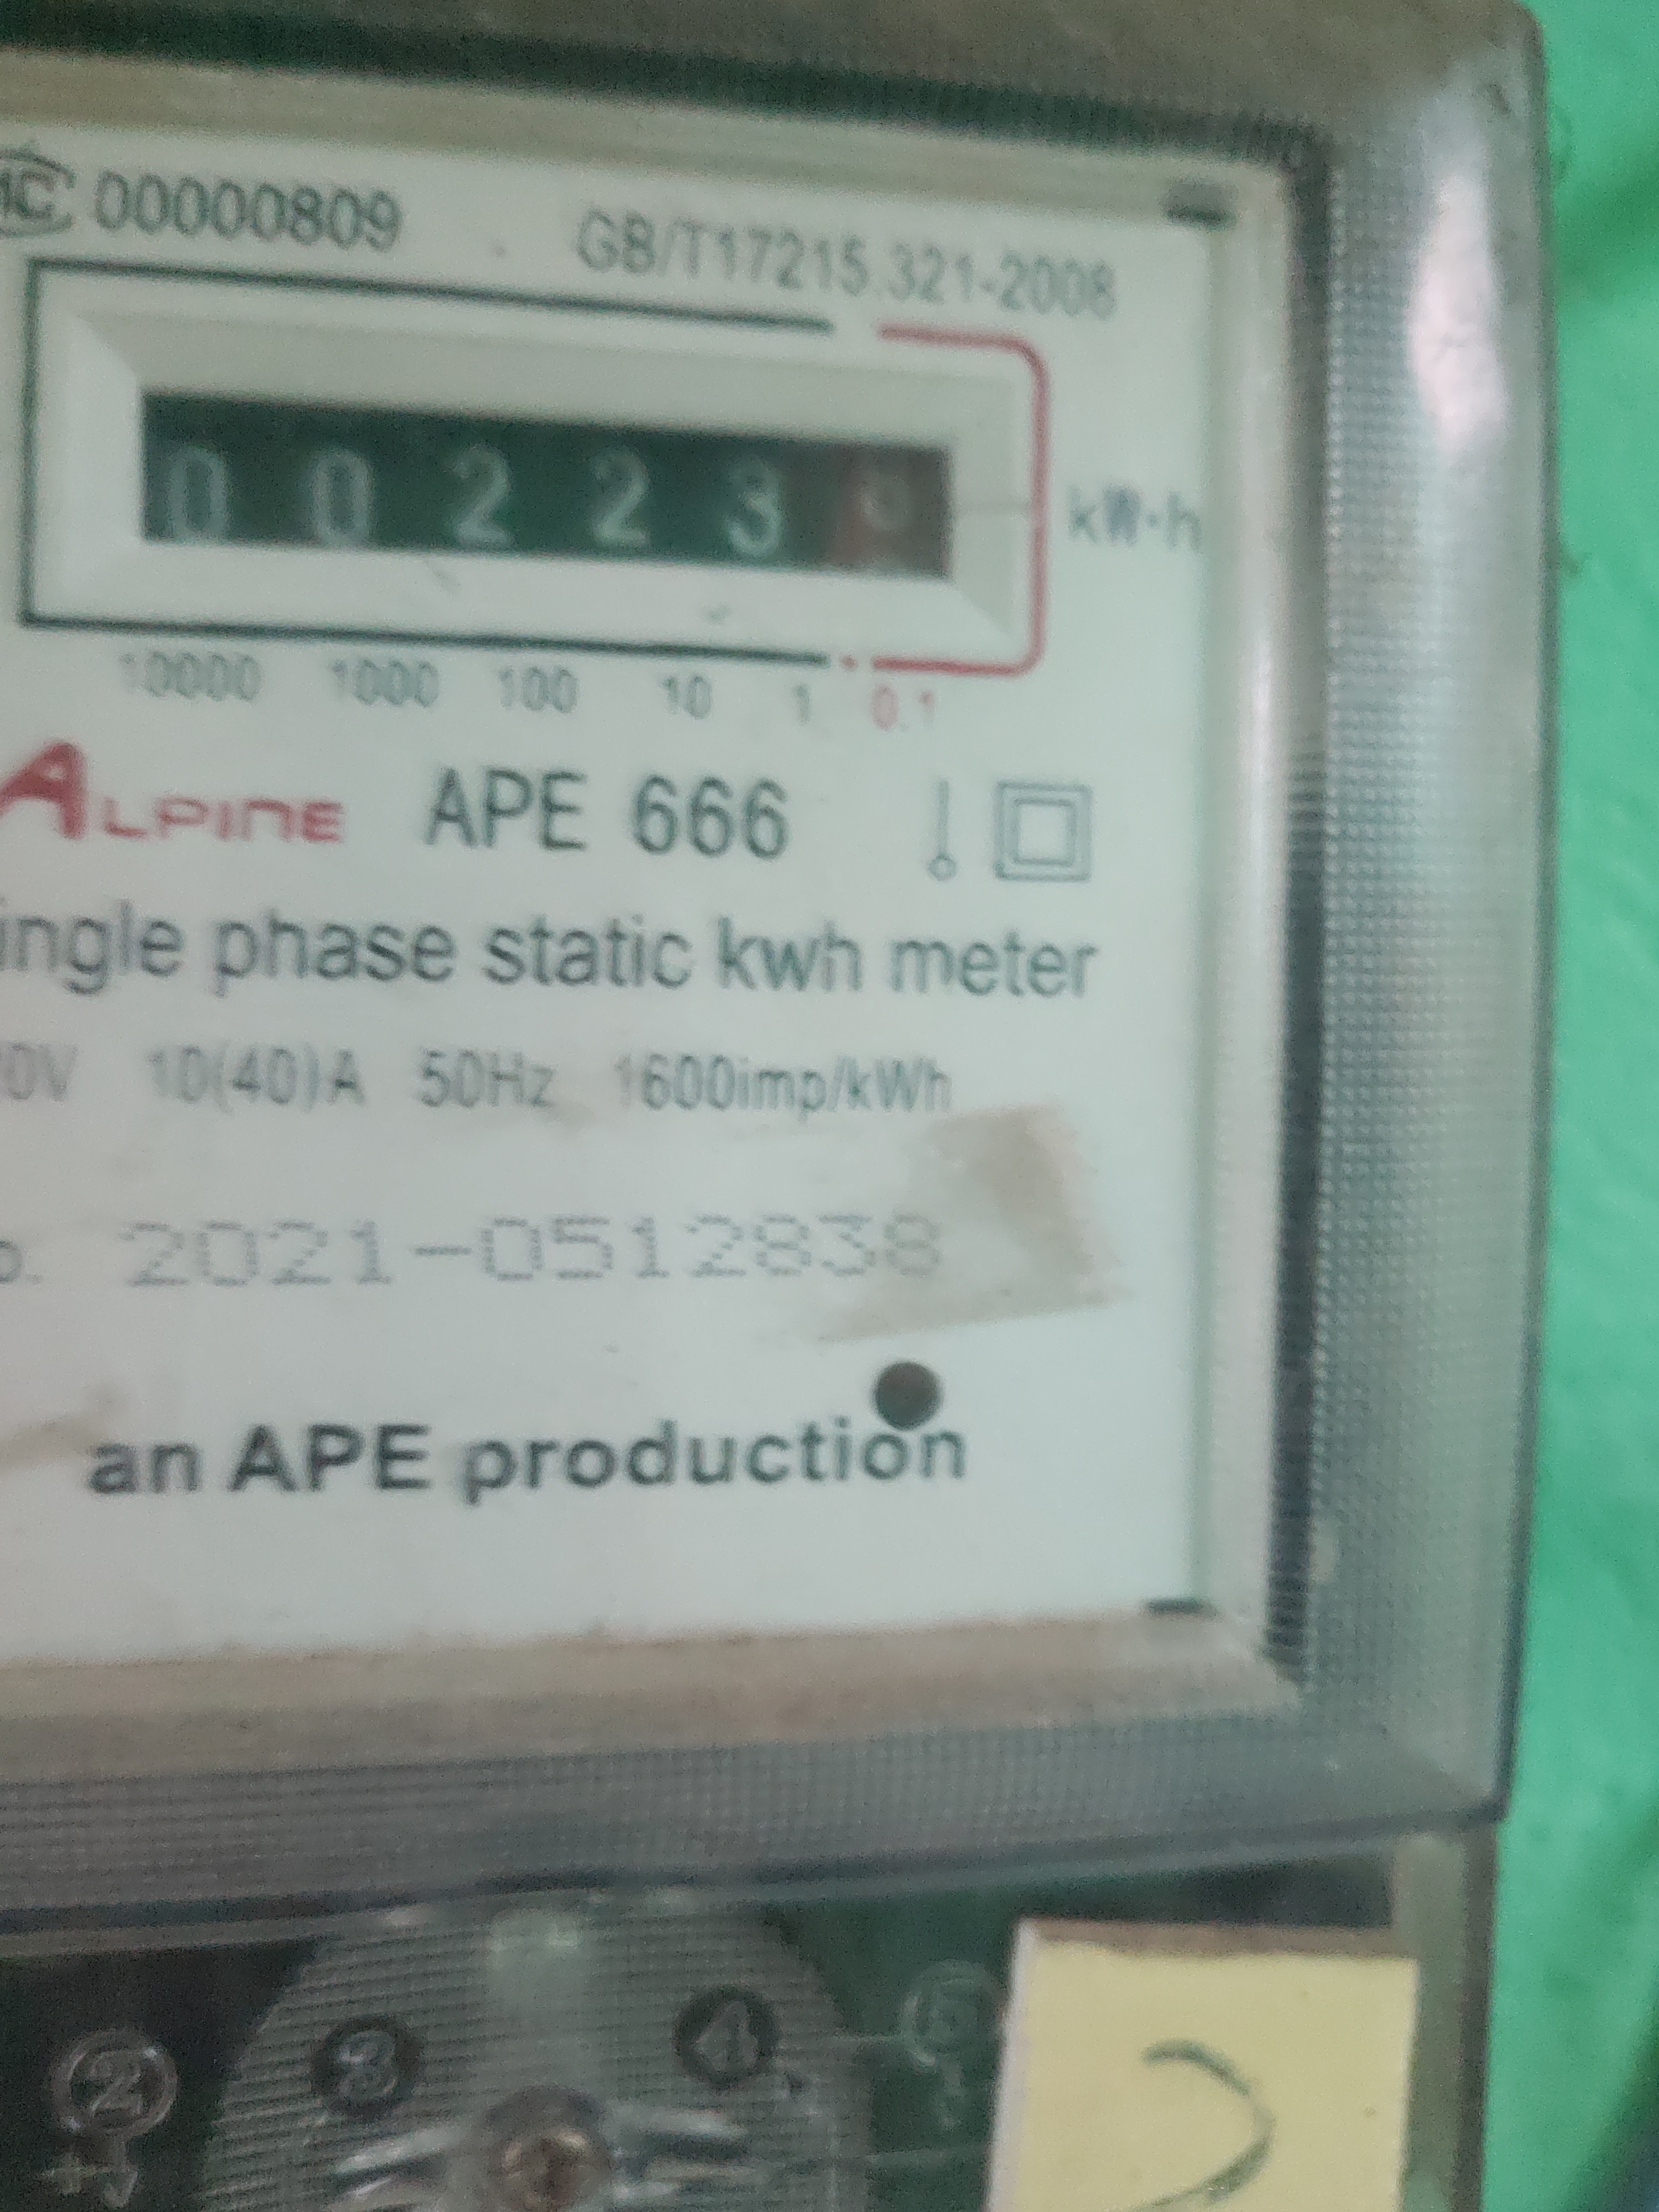 MC 00000809 GB/T17215.321-2008
0 0 2 2 3
kW·h
10000 1000 100 10 1 0.1
ALPINE APE 666
ingle phase static kwh meter
0V 10(40)A 50Hz 1600imp/kWh
o. 2021-0512838
an APE production
2 3 4 5